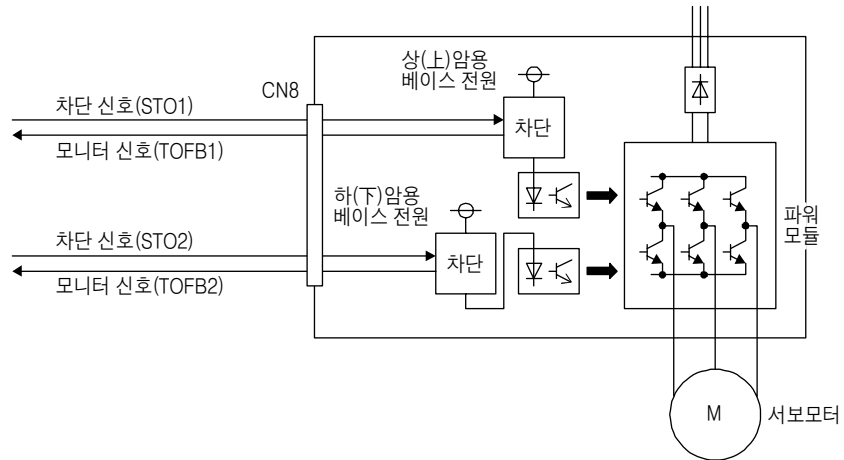 상(上)암용
베이스 전원
CN8
차단 신호(STO1)
차단
모니터 신호(TOFB1)
하(下)암용
베이스 전원
파워
모듈
차단 신호(STO2)
차단
모니터 신호(TOFB2)
M
서보모터